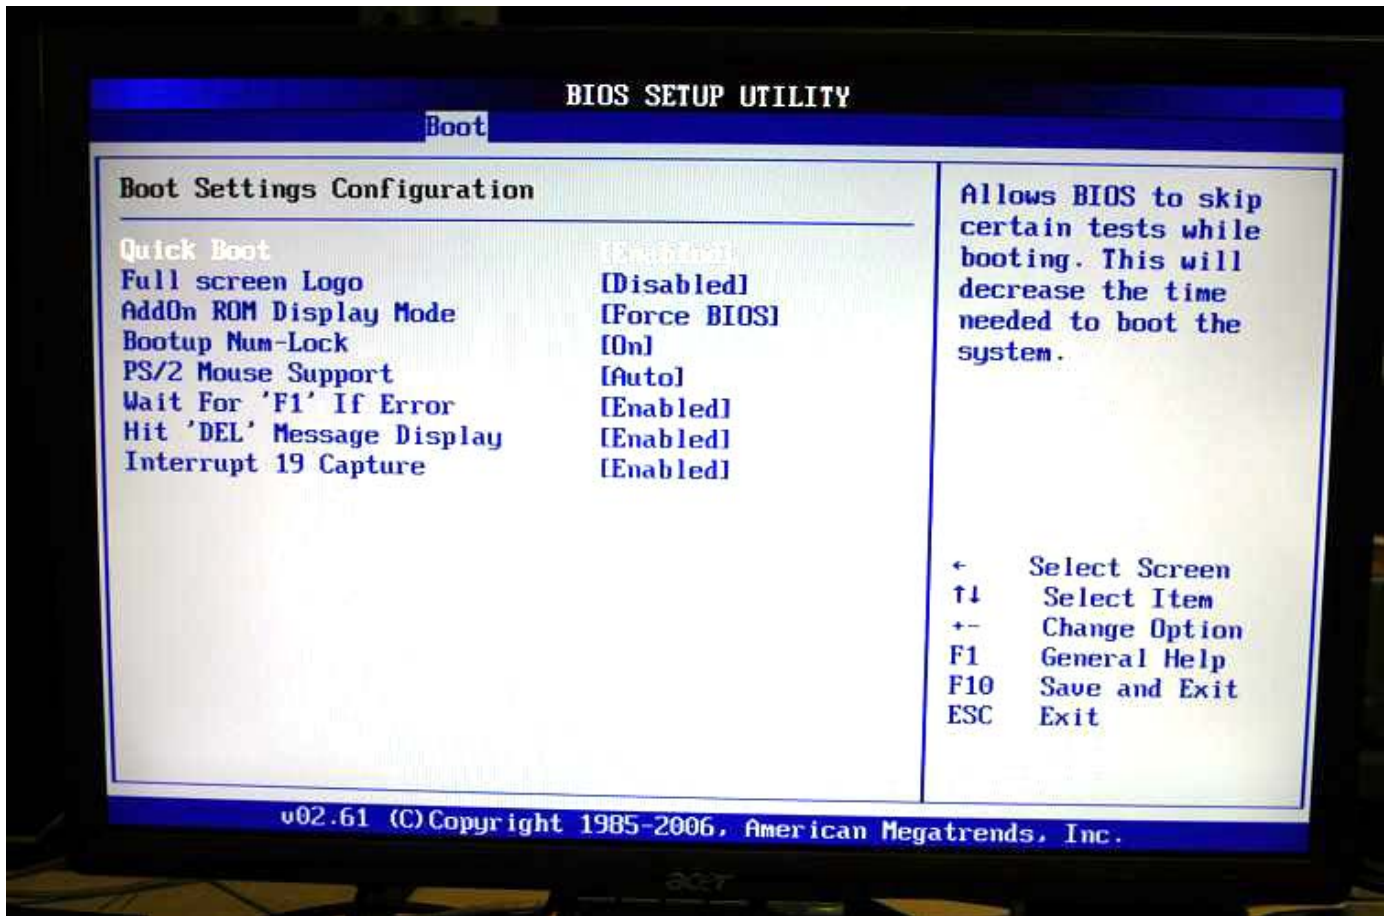 BIOS SETUP UTILITY
Boot
Boot Settings Configuration
Quick Boot [Enabled]
Full screen Logo [Disabled]
AddOn ROM Display Mode [Force BIOS]
Bootup Num-Lock [On]
PS/2 Mouse Support [Auto]
Wait For 'F1' If Error [Enabled]
Hit 'DEL' Message Display [Enabled]
Interrupt 19 Capture [Enabled]
Allows BIOS to skip
certain tests while
booting. This will
decrease the time
needed to boot the
system.
← Select Screen
↑↓ Select Item
+- Change Option
F1 General Help
F10 Save and Exit
ESC Exit
v02.61 (C)Copyright 1985-2006, American Megatrends, Inc.
acer